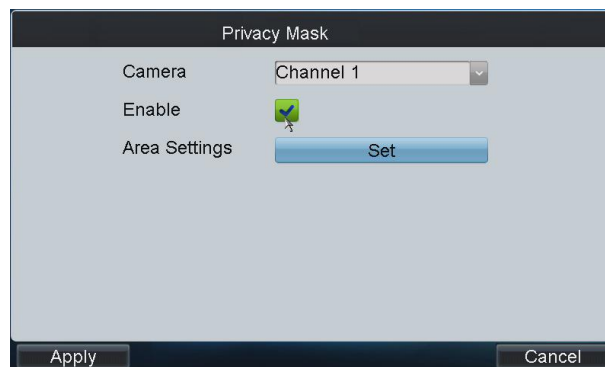 Privacy Mask
Camera Channel 1
Enable
Area Settings Set
Apply Cancel